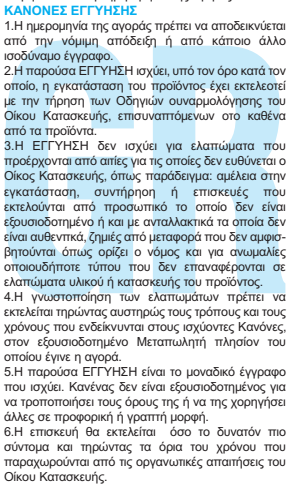 ΚΑΝΟΝΕΣ ΕΓΓΥΗΣΗΣ
1.Η ημερομηνία της αγοράς πρέπει να αποδεικνύεται
από την νόμιμη απόδειξη ή από κάποιο άλλο
ισοδύναμο έγγραφο.
2.Η παρούσα ΕΓΓΥΗΣΗ ισχύει, υπό τον όρο κατά τον
οποίο, η εγκατάσταση του προϊόντος έχει εκτελεοτεί
με την τήρηση των Οδηγιών ουναρμολόγησης του
Οίκου Κατασκευής, επισυναπτόμενων οτο καθένα
από τα προϊόντα.
3.Η ΕΓΓΥΗΣΗ δεν ισχύει για ελαπώματα που
προέρχονται από αιτίες για τις οποίες δεν ευθύνεται ο
Οίκος Κατασκευής, όπως παράδειγμα: αμέλεια στην
εγκατάσταση, συντήρηση ή επισκευές που
εκτελούνται από προσωπικό το οποίο δεν είναι
εξουσιοδοτημένο ή και με ανταλλακτικά τα οποία δεν
είναι αυθεντικά, ζημιές από μεταφορά που δεν αμφισ-
βητούνται όπως ορίζει ο νόμος και για ανωμαλίες
οποιουδήποτε τύπου που δεν επαναφέρονται σε
ελαπώματα υλικού ή κατασκευής του προϊόντος.
4.Η γνωστοποίηση των ελαπωμάτων πρέπει να
εκτελείται τηρώντας αυστηρώς τους τρόπους και τους
χρόνους που ενδείκνυνται στους ισχύοντες Κανόνες,
στον εξουσιοδοτημένο Μεταπωλητή πλησίον του
οποίου έγινε η αγορά.
5.Η παρούσα ΕΓΓΥΗΣΗ είναι το μοναδικό έγγραφο
που ισχύει. Κανένας δεν είναι εξουσιοδοτημένος για
να τροποποιήσει τους όρους της ή να της χορηγήσει
άλλες σε προφορική ή γραπτή μορφή.
6.Η επισκευή θα εκτελείται όσο το δυνατόν πιο
σύντομα και τηρώντας τα όρια του χρόνου που
παραχωρούνται από τις οργανωτικές απαιτήσεις του
Οίκου Κατασκευής.
GR